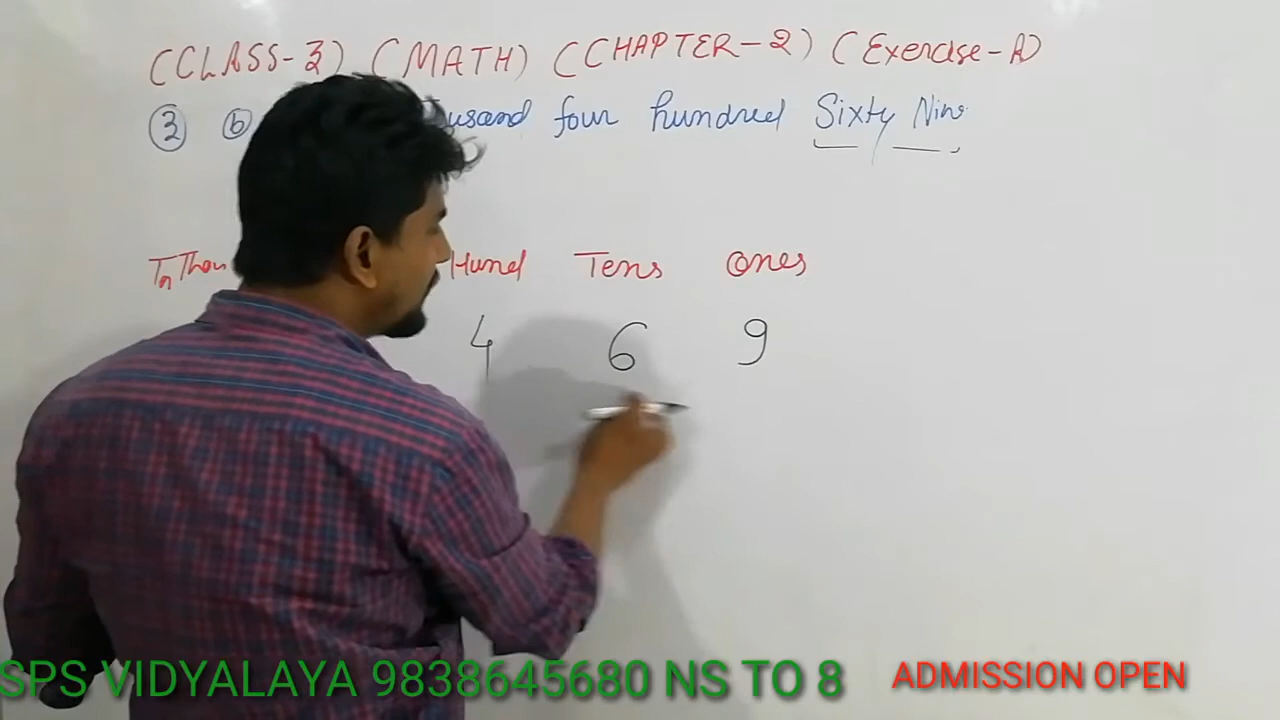 (CLASS-3) (MATH) (CHAPTER-2) (Exercise-A)
3 b usand four hundred Sixty Nine
Hund Tens Ones
4 6 9
SPS VIDYALAYA 9838645680 NS TO 8 ADMISSION OPEN